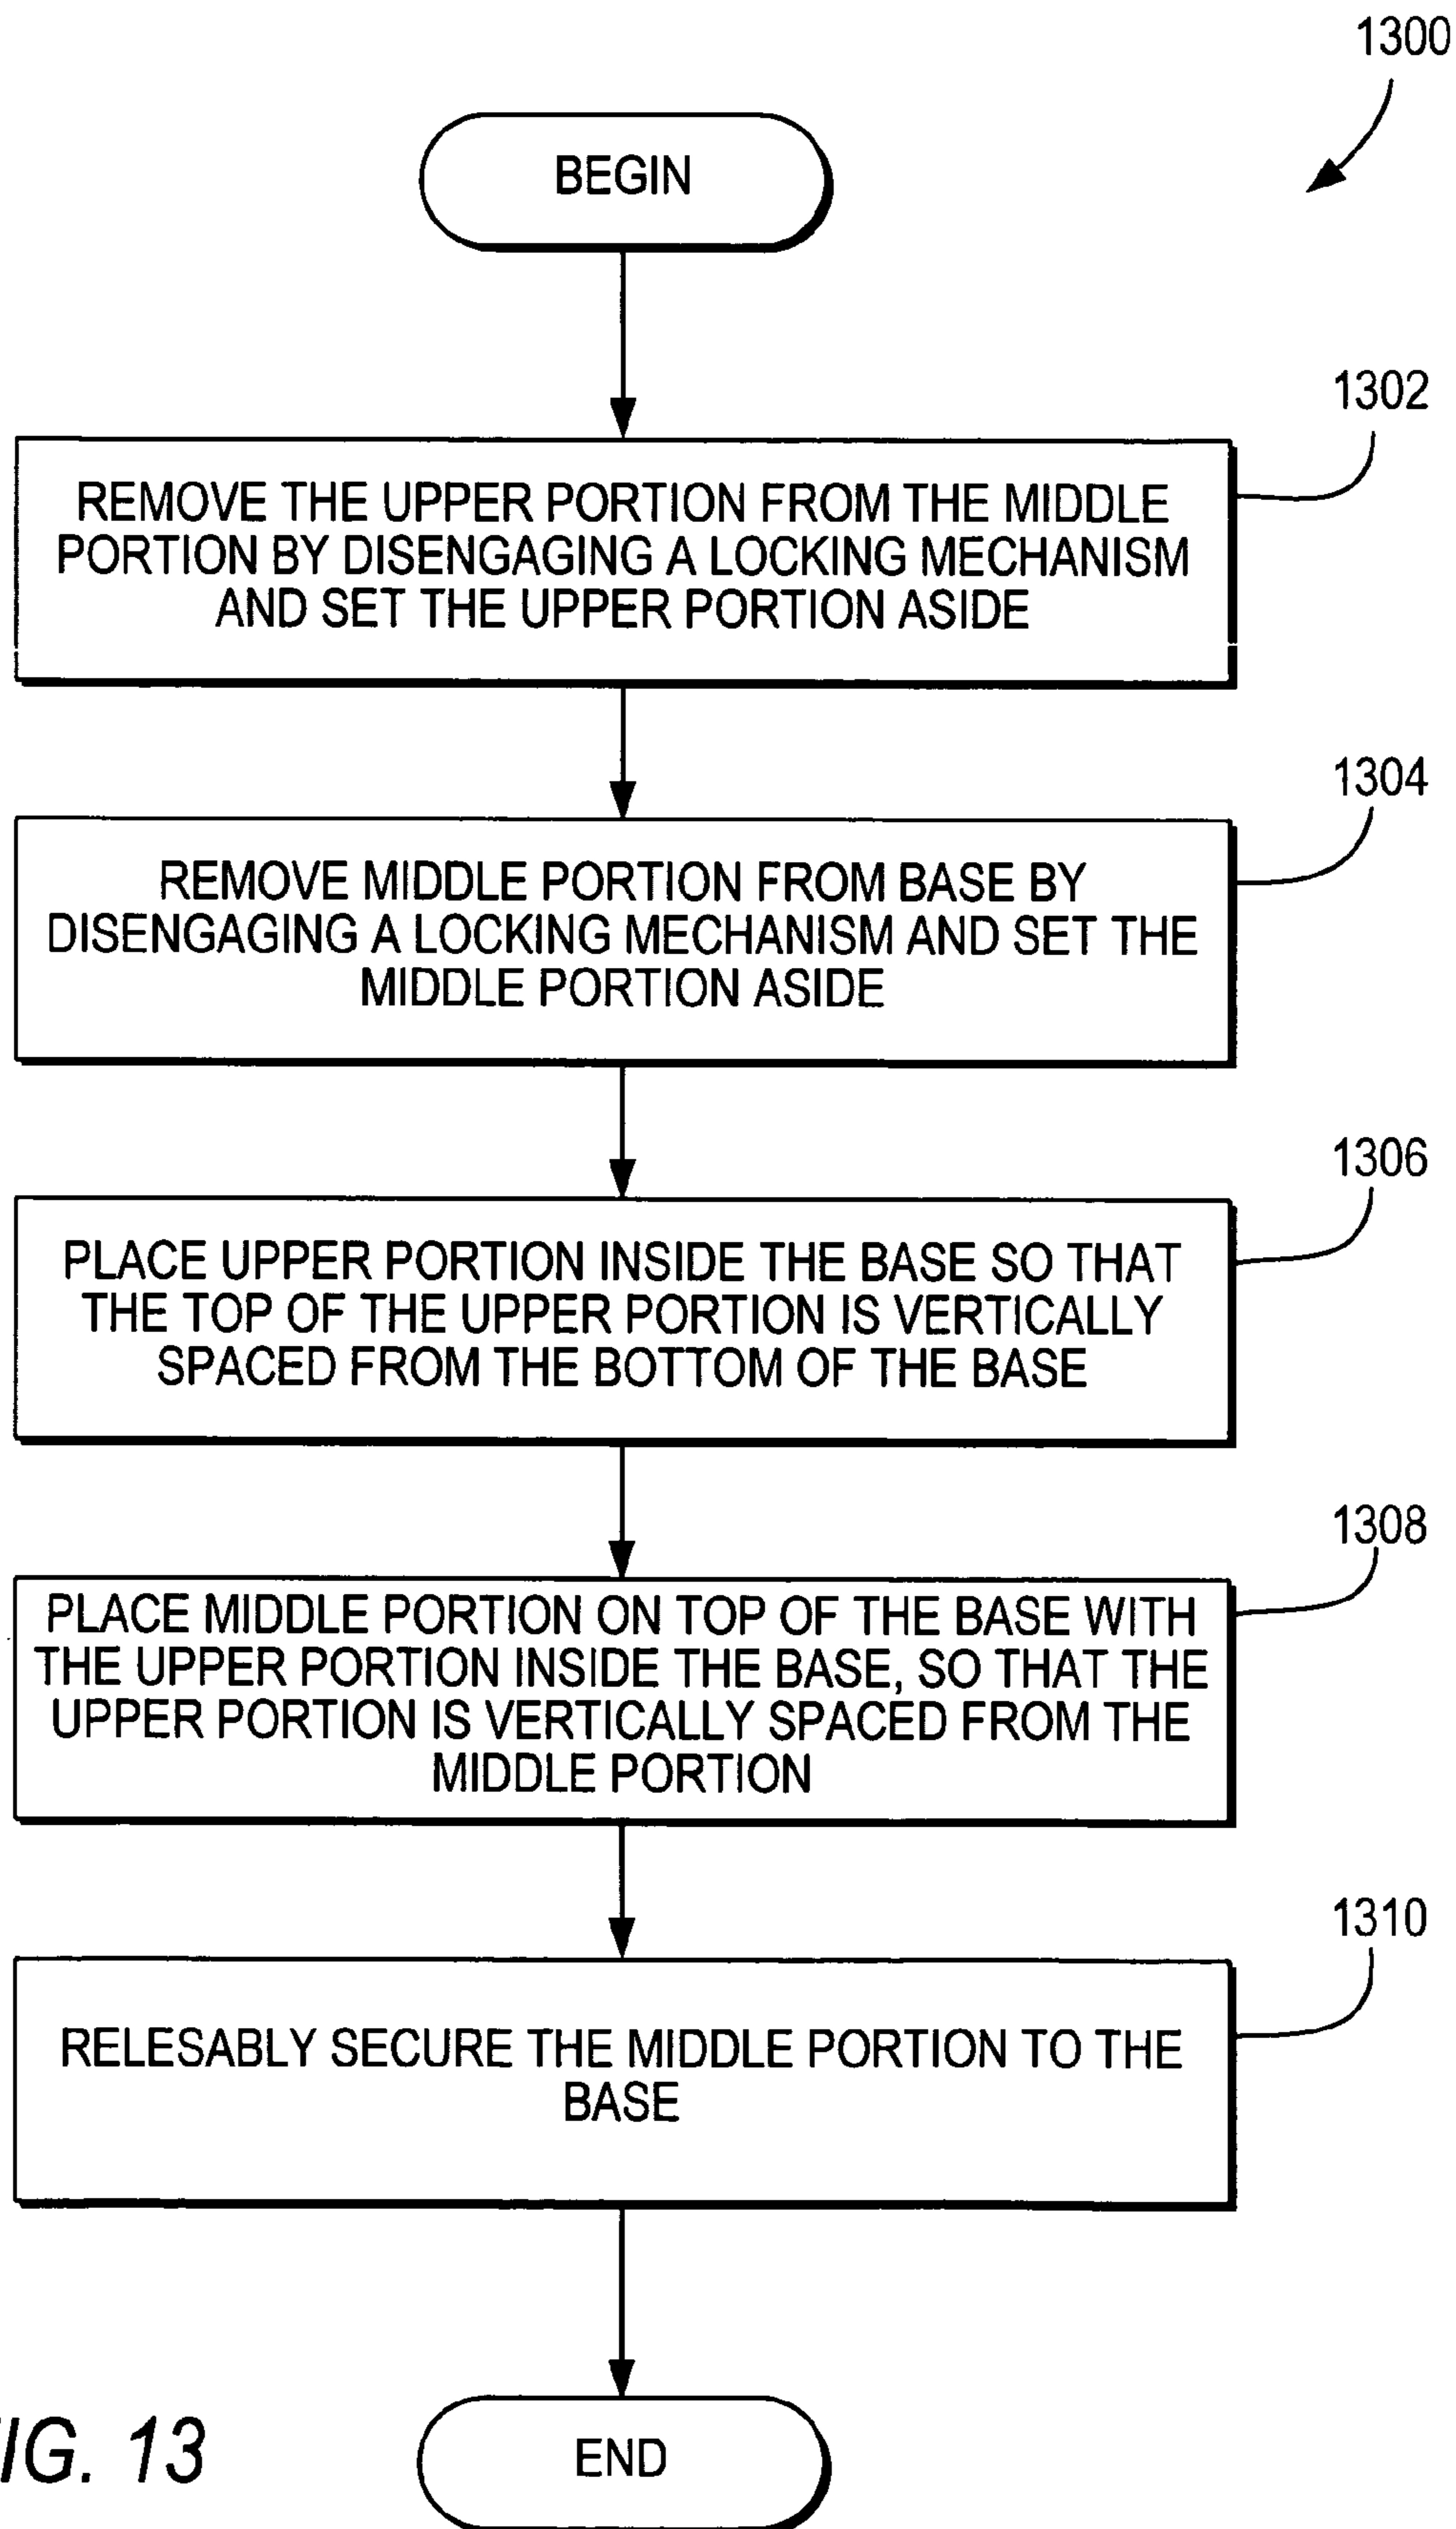 1300
BEGIN
1302
REMOVE THE UPPER PORTION FROM THE MIDDLE
PORTION BY DISENGAGING A LOCKING MECHANISM
AND SET THE UPPER PORTION ASIDE
1304
REMOVE MIDDLE PORTION FROM BASE BY
DISENGAGING A LOCKING MECHANISM AND SET THE
MIDDLE PORTION ASIDE
1306
PLACE UPPER PORTION INSIDE THE BASE SO THAT
THE TOP OF THE UPPER PORTION IS VERTICALLY
SPACED FROM THE BOTTOM OF THE BASE
1308
PLACE MIDDLE PORTION ON TOP OF THE BASE WITH
THE UPPER PORTION INSIDE THE BASE, SO THAT THE
UPPER PORTION IS VERTICALLY SPACED FROM THE
MIDDLE PORTION
1310
RELESABLY SECURE THE MIDDLE PORTION TO THE
BASE
END
FIG. 13